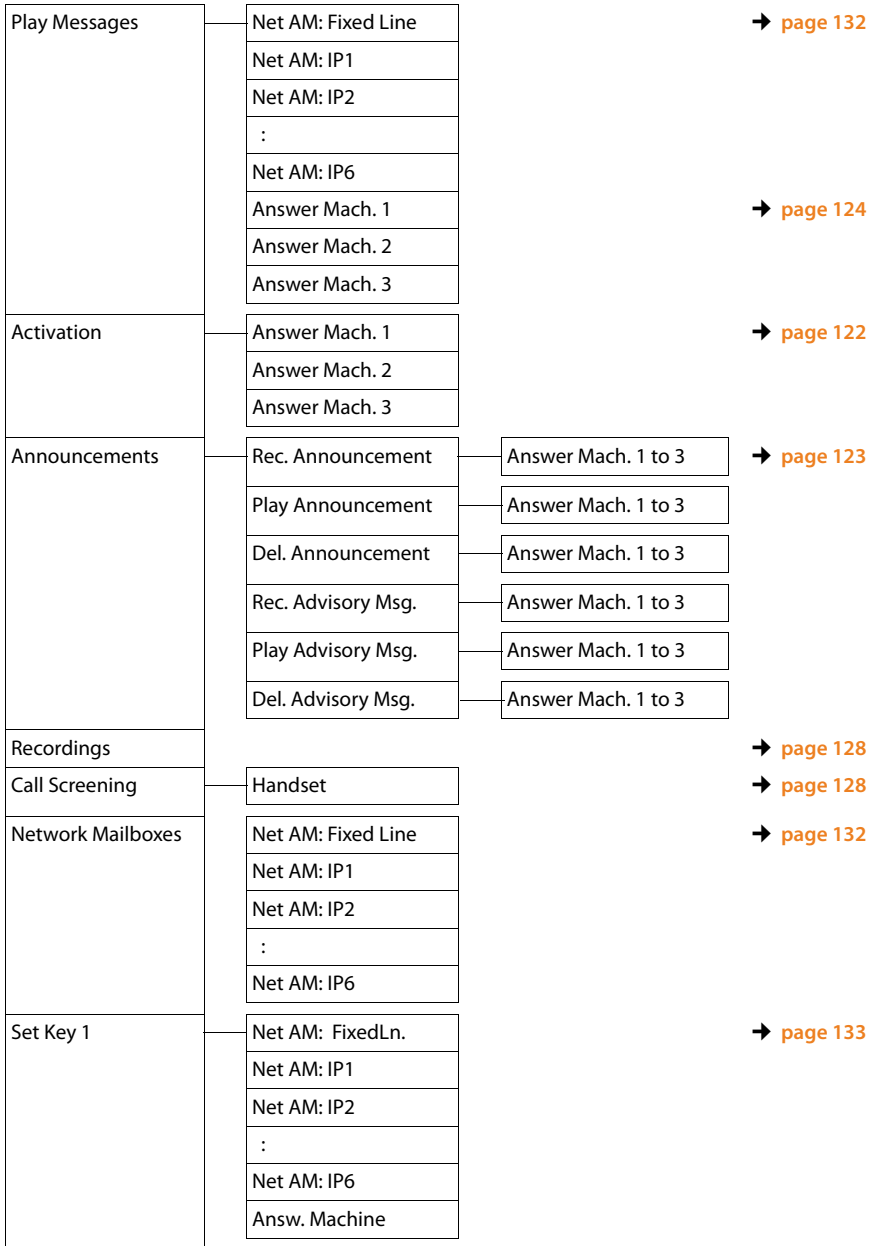 Play Messages Net AM: Fixed Line ➔ page 132
Net AM: IP1
Net AM: IP2
:
Net AM: IP6
Answer Mach. 1 ➔ page 124
Answer Mach. 2
Answer Mach. 3
Activation Answer Mach. 1 ➔ page 122
Answer Mach. 2
Answer Mach. 3
Announcements Rec. Announcement Answer Mach. 1 to 3 ➔ page 123
Play Announcement Answer Mach. 1 to 3
Del. Announcement Answer Mach. 1 to 3
Rec. Advisory Msg. Answer Mach. 1 to 3
Play Advisory Msg. Answer Mach. 1 to 3
Del. Advisory Msg. Answer Mach. 1 to 3
Recordings ➔ page 128
Call Screening Handset ➔ page 128
Network Mailboxes Net AM: Fixed Line ➔ page 132
Net AM: IP1
Net AM: IP2
:
Net AM: IP6
Set Key 1 Net AM: FixedLn. ➔ page 133
Net AM: IP1
Net AM: IP2
:
Net AM: IP6
Answ. Machine